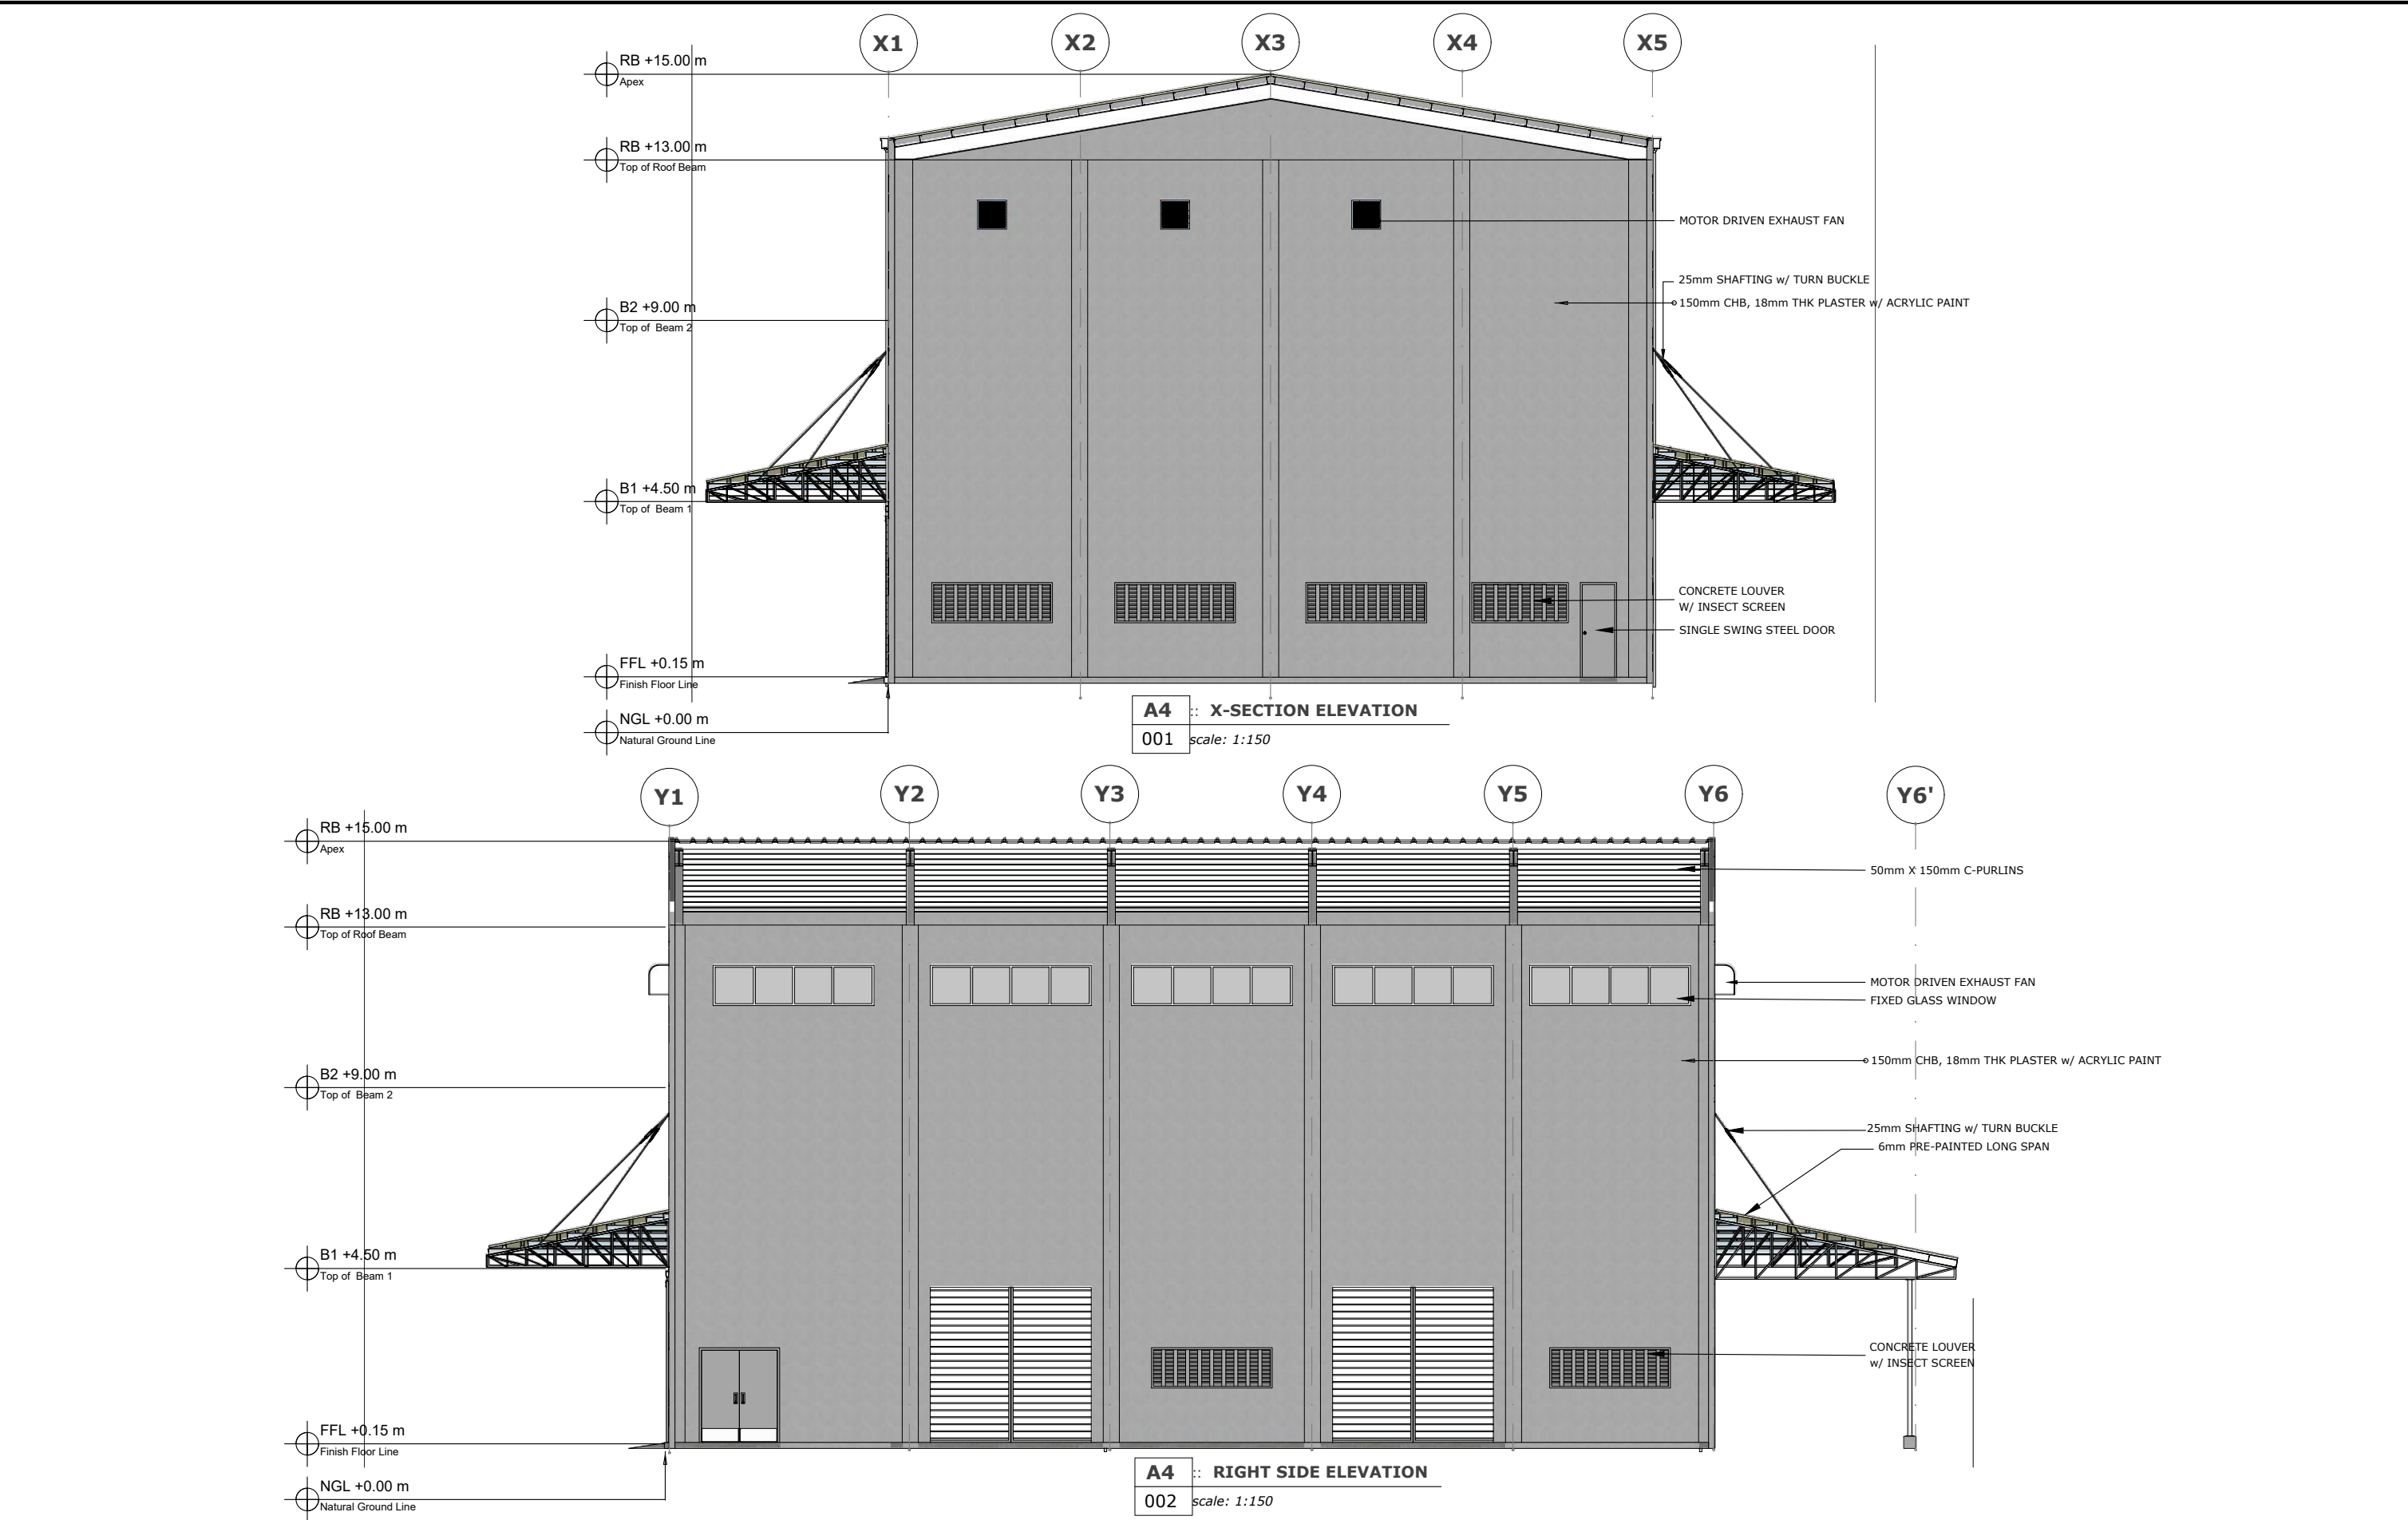 X1 X2 X3 X4 X5
RB +15.00 m
Apex
RB +13.00 m
Top of Roof Beam
MOTOR DRIVEN EXHAUST FAN
25mm SHAFTING w/ TURN BUCKLE
150mm CHB, 18mm THK PLASTER w/ ACRYLIC PAINT
B2 +9.00 m
Top of Beam 2
B1 +4.50 m
Top of Beam 1
CONCRETE LOUVER
W/ INSECT SCREEN
SINGLE SWING STEEL DOOR
FFL +0.15 m
Finish Floor Line
NGL +0.00 m
Natural Ground Line
A4 :: X-SECTION ELEVATION
001 scale: 1:150
Y1 Y2 Y3 Y4 Y5 Y6 Y6'
RB +15.00 m
Apex
50mm X 150mm C-PURLINS
RB +13.00 m
Top of Roof Beam
MOTOR DRIVEN EXHAUST FAN
FIXED GLASS WINDOW
150mm CHB, 18mm THK PLASTER w/ ACRYLIC PAINT
B2 +9.00 m
Top of Beam 2
25mm SHAFTING w/ TURN BUCKLE
6mm PRE-PAINTED LONG SPAN
B1 +4.50 m
Top of Beam 1
CONCRETE LOUVER
w/ INSECT SCREEN
FFL +0.15 m
Finish Floor Line
NGL +0.00 m
Natural Ground Line
A4 :: RIGHT SIDE ELEVATION
002 scale: 1:150